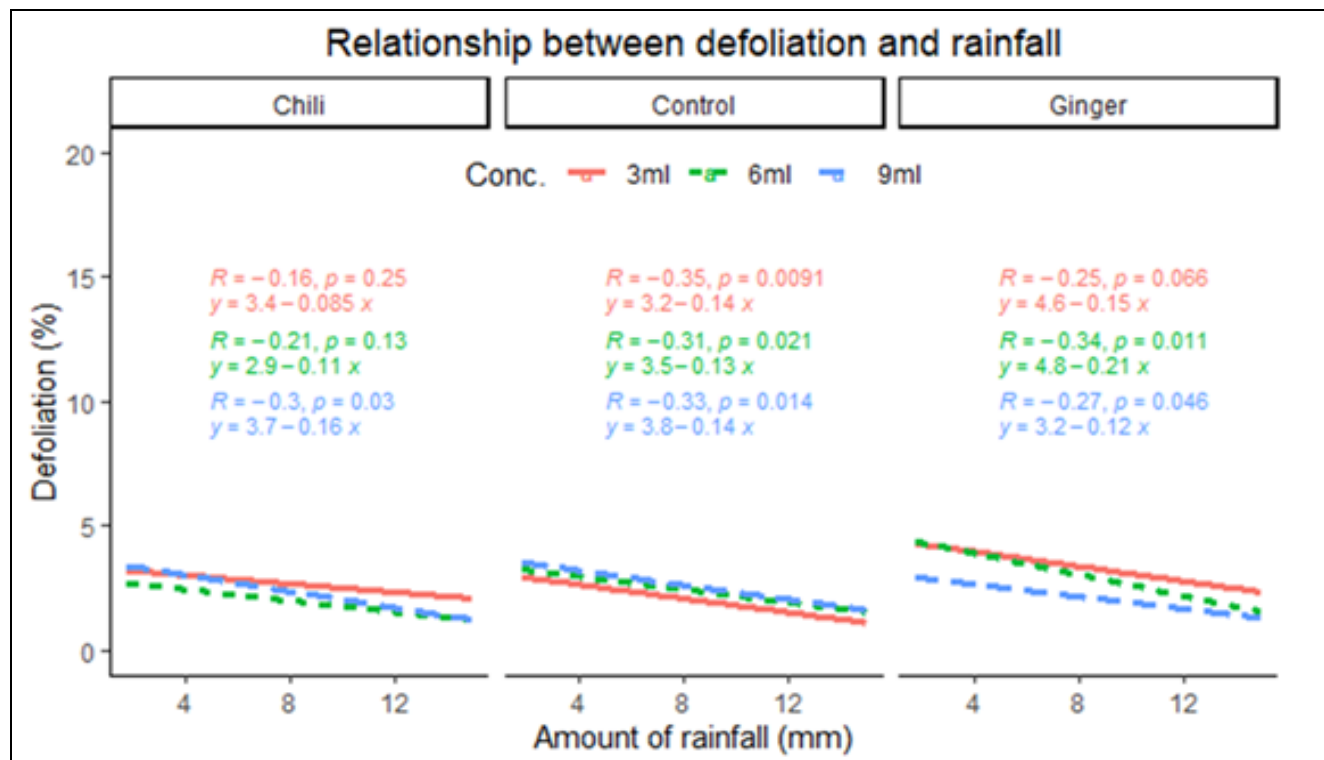 Relationship between defoliation and rainfall
Chili Control Ginger
Conc. a 3ml a 6ml a 9ml
R = −0.16, p = 0.25
y = 3.4−0.085 x
R = −0.21, p = 0.13
y = 2.9−0.11 x
R = −0.3, p = 0.03
y = 3.7−0.16 x
R = −0.35, p = 0.0091
y = 3.2−0.14 x
R = −0.31, p = 0.021
y = 3.5−0.13 x
R = −0.33, p = 0.014
y = 3.8−0.14 x
R = −0.25, p = 0.066
y = 4.6−0.15 x
R = −0.34, p = 0.011
y = 4.8−0.21 x
R = −0.27, p = 0.046
y = 3.2−0.12 x
Defoliation (%)
20
15
10
5
0
4 8 12 4 8 12 4 8 12
Amount of rainfall (mm)